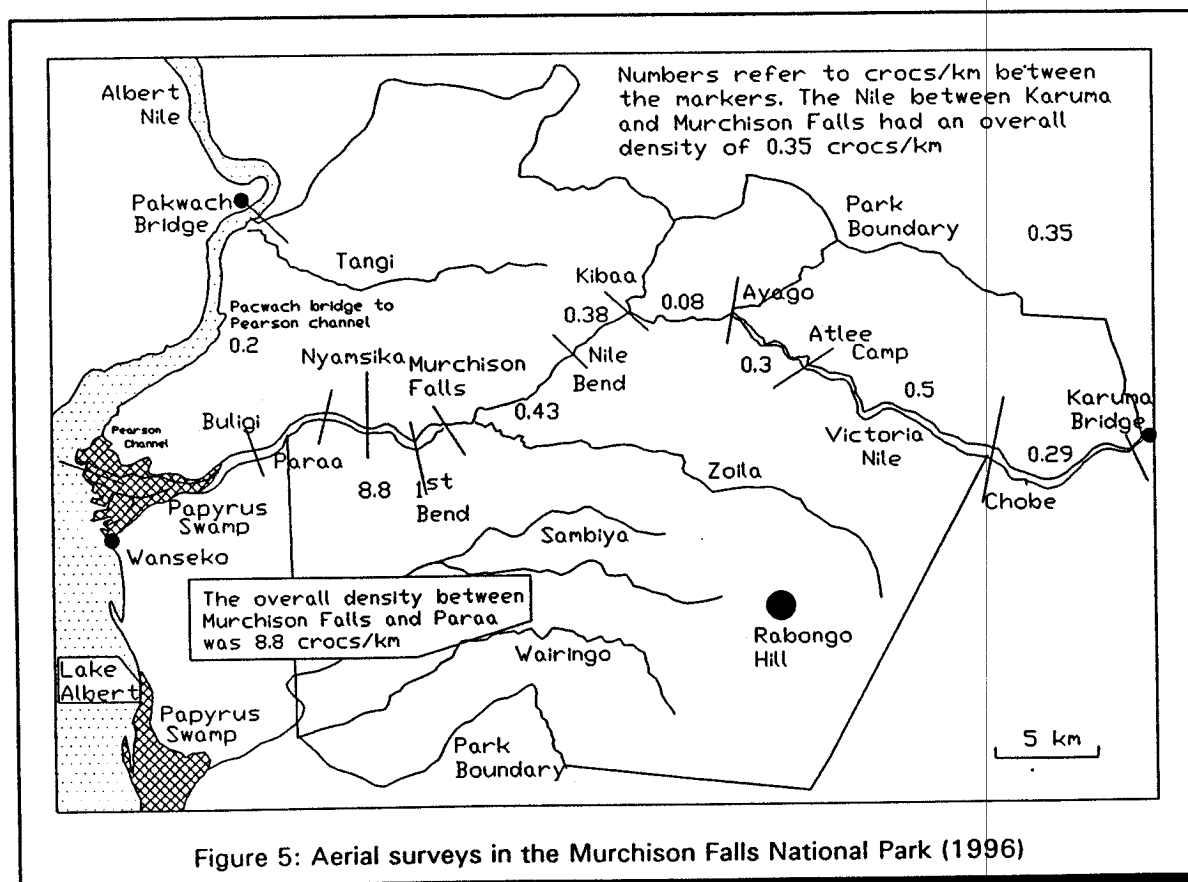 Numbers refer to crocs/km between
the markers. The Nile between Karuma
and Murchison Falls had an overall
density of 0.35 crocs/km
Albert
Nile
Pakwach
Bridge
Tangi
Park
Boundary
0.35
Kibaa
0.08
Ayago
Pacwach bridge to
Pearson channel
0.2
0.38
Nile
Bend
Atlee
Camp
0.3
Nyamsika
Murchison
Falls
0.43
0.5
Karuma
Bridge
Buligi
Pearson
Channel
Paraa
Victoria
Nile
0.29
8.8
1st
Bend
Zoila
Chobe
Papyrus
Swamp
Wanseko
Sambiya
The overall density between
Murchison Falls and Paraa
was 8.8 crocs/km
Rabongo
Hill
Wairingo
Lake
Albert
Papyrus
Swamp
Park
Boundary
5 km
Figure 5: Aerial surveys in the Murchison Falls National Park (1996)